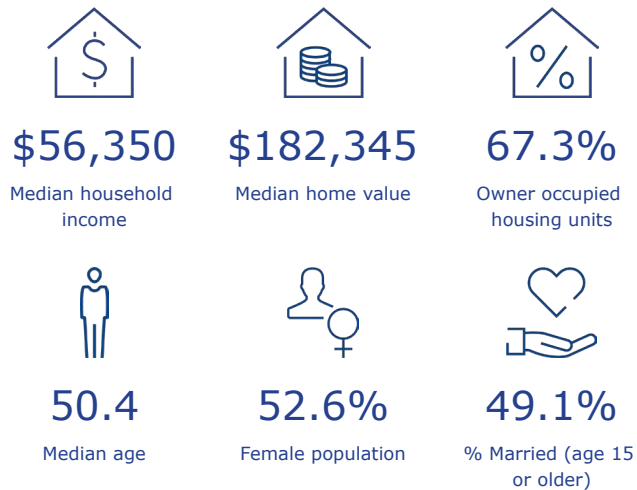 $
%
$56,350
$182,345
67.3%
Median household
income
Median home value
Owner occupied
housing units
50.4
52.6%
49.1%
Median age
Female population
% Married (age 15
or older)